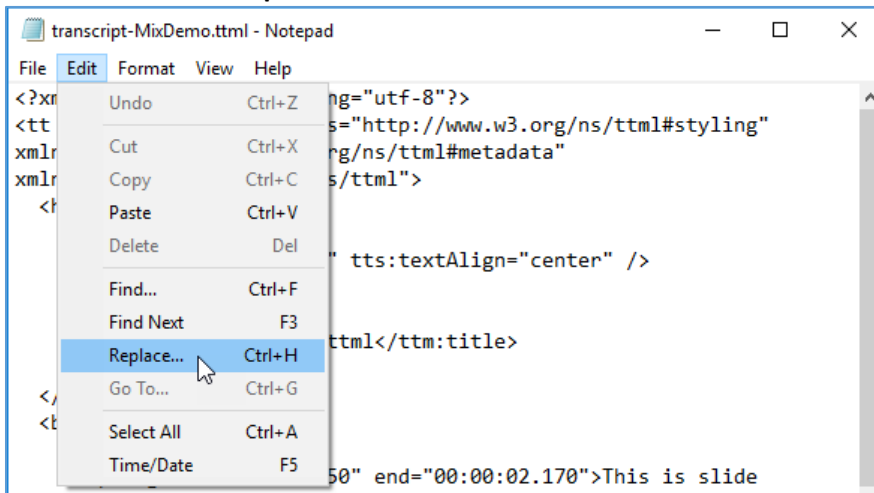 transcript-MixDemo.ttml - Notepad
File Edit Format View Help
<?xm
ng="utf-8"?>
<tt
s="http://www.w3.org/ns/ttml#styling"
xmlr
rg/ns/ttml#metadata"
xmlr
s/ttml">
<h
" tts:textAlign="center" />
ttml</ttm:title>
</
<b
50" end="00:00:02.170">This is slide
Undo Ctrl+Z
Cut Ctrl+X
Copy Ctrl+C
Paste Ctrl+V
Delete Del
Find... Ctrl+F
Find Next F3
Replace... Ctrl+H
Go To... Ctrl+G
Select All Ctrl+A
Time/Date F5